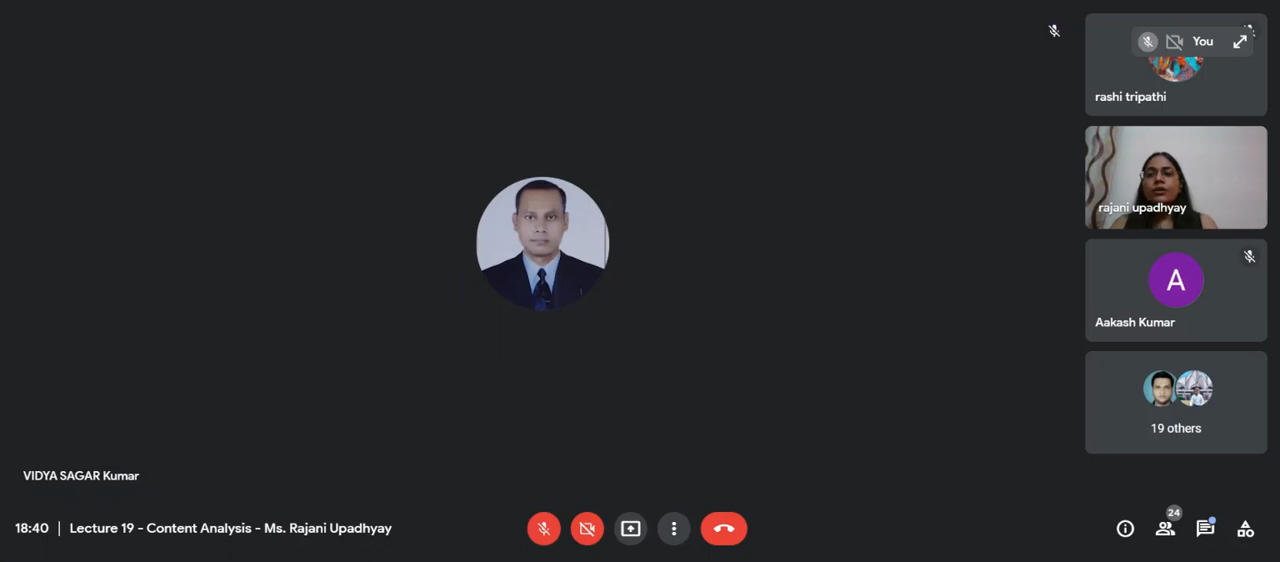 You
rashi tripathi
rajani upadhyay
A
Aakash Kumar
19 others
VIDYA SAGAR Kumar
18:40 | Lecture 19 - Content Analysis - Ms. Rajani Upadhyay
24